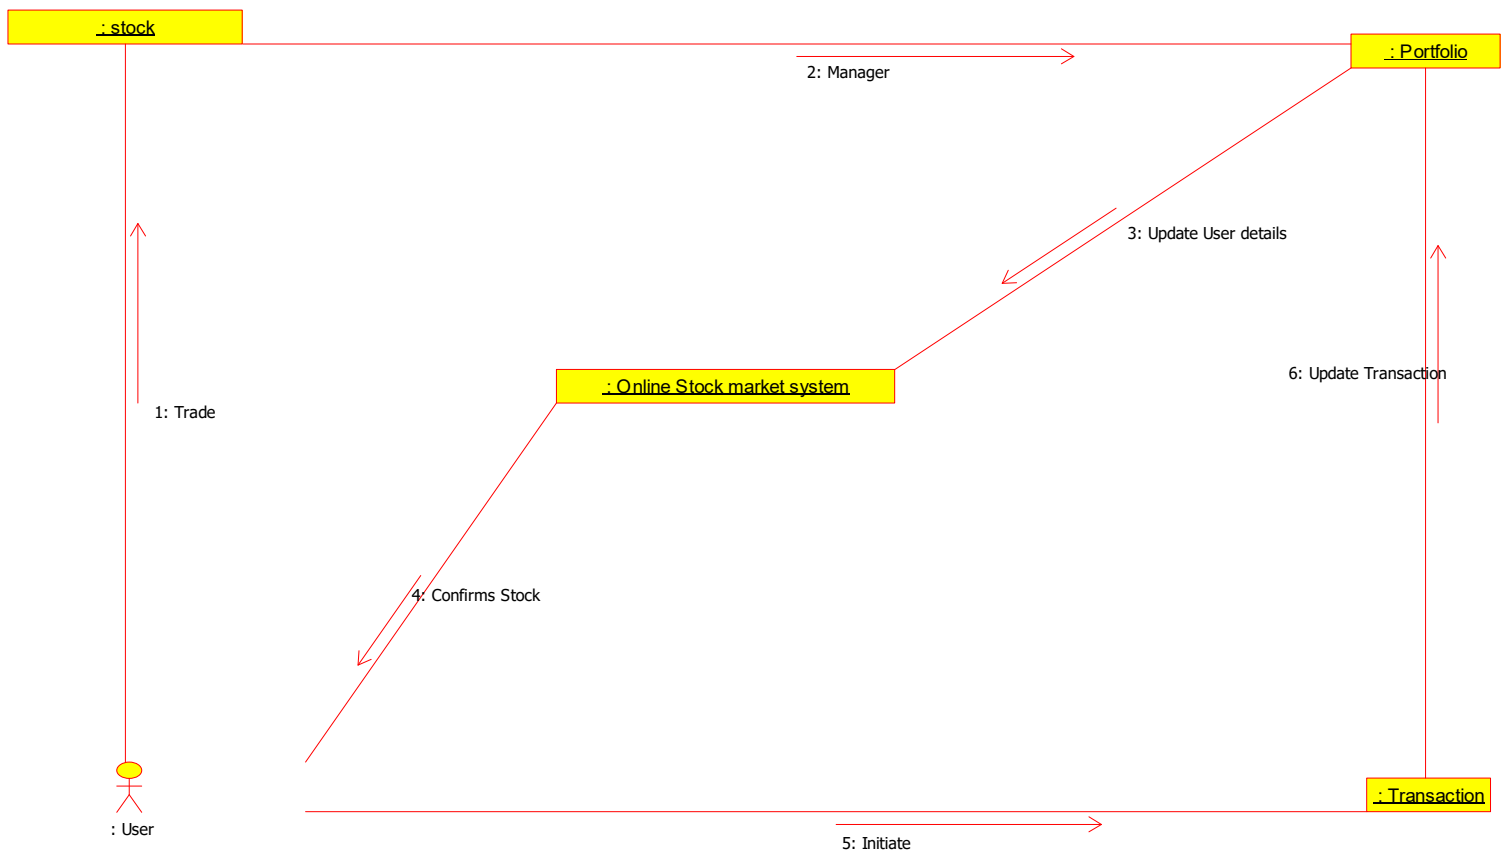 : stock
: Portfolio
2: Manager
3: Update User details
6: Update Transaction
: Online Stock market system
1: Trade
4: Confirms Stock
: Transaction
: User
5: Initiate